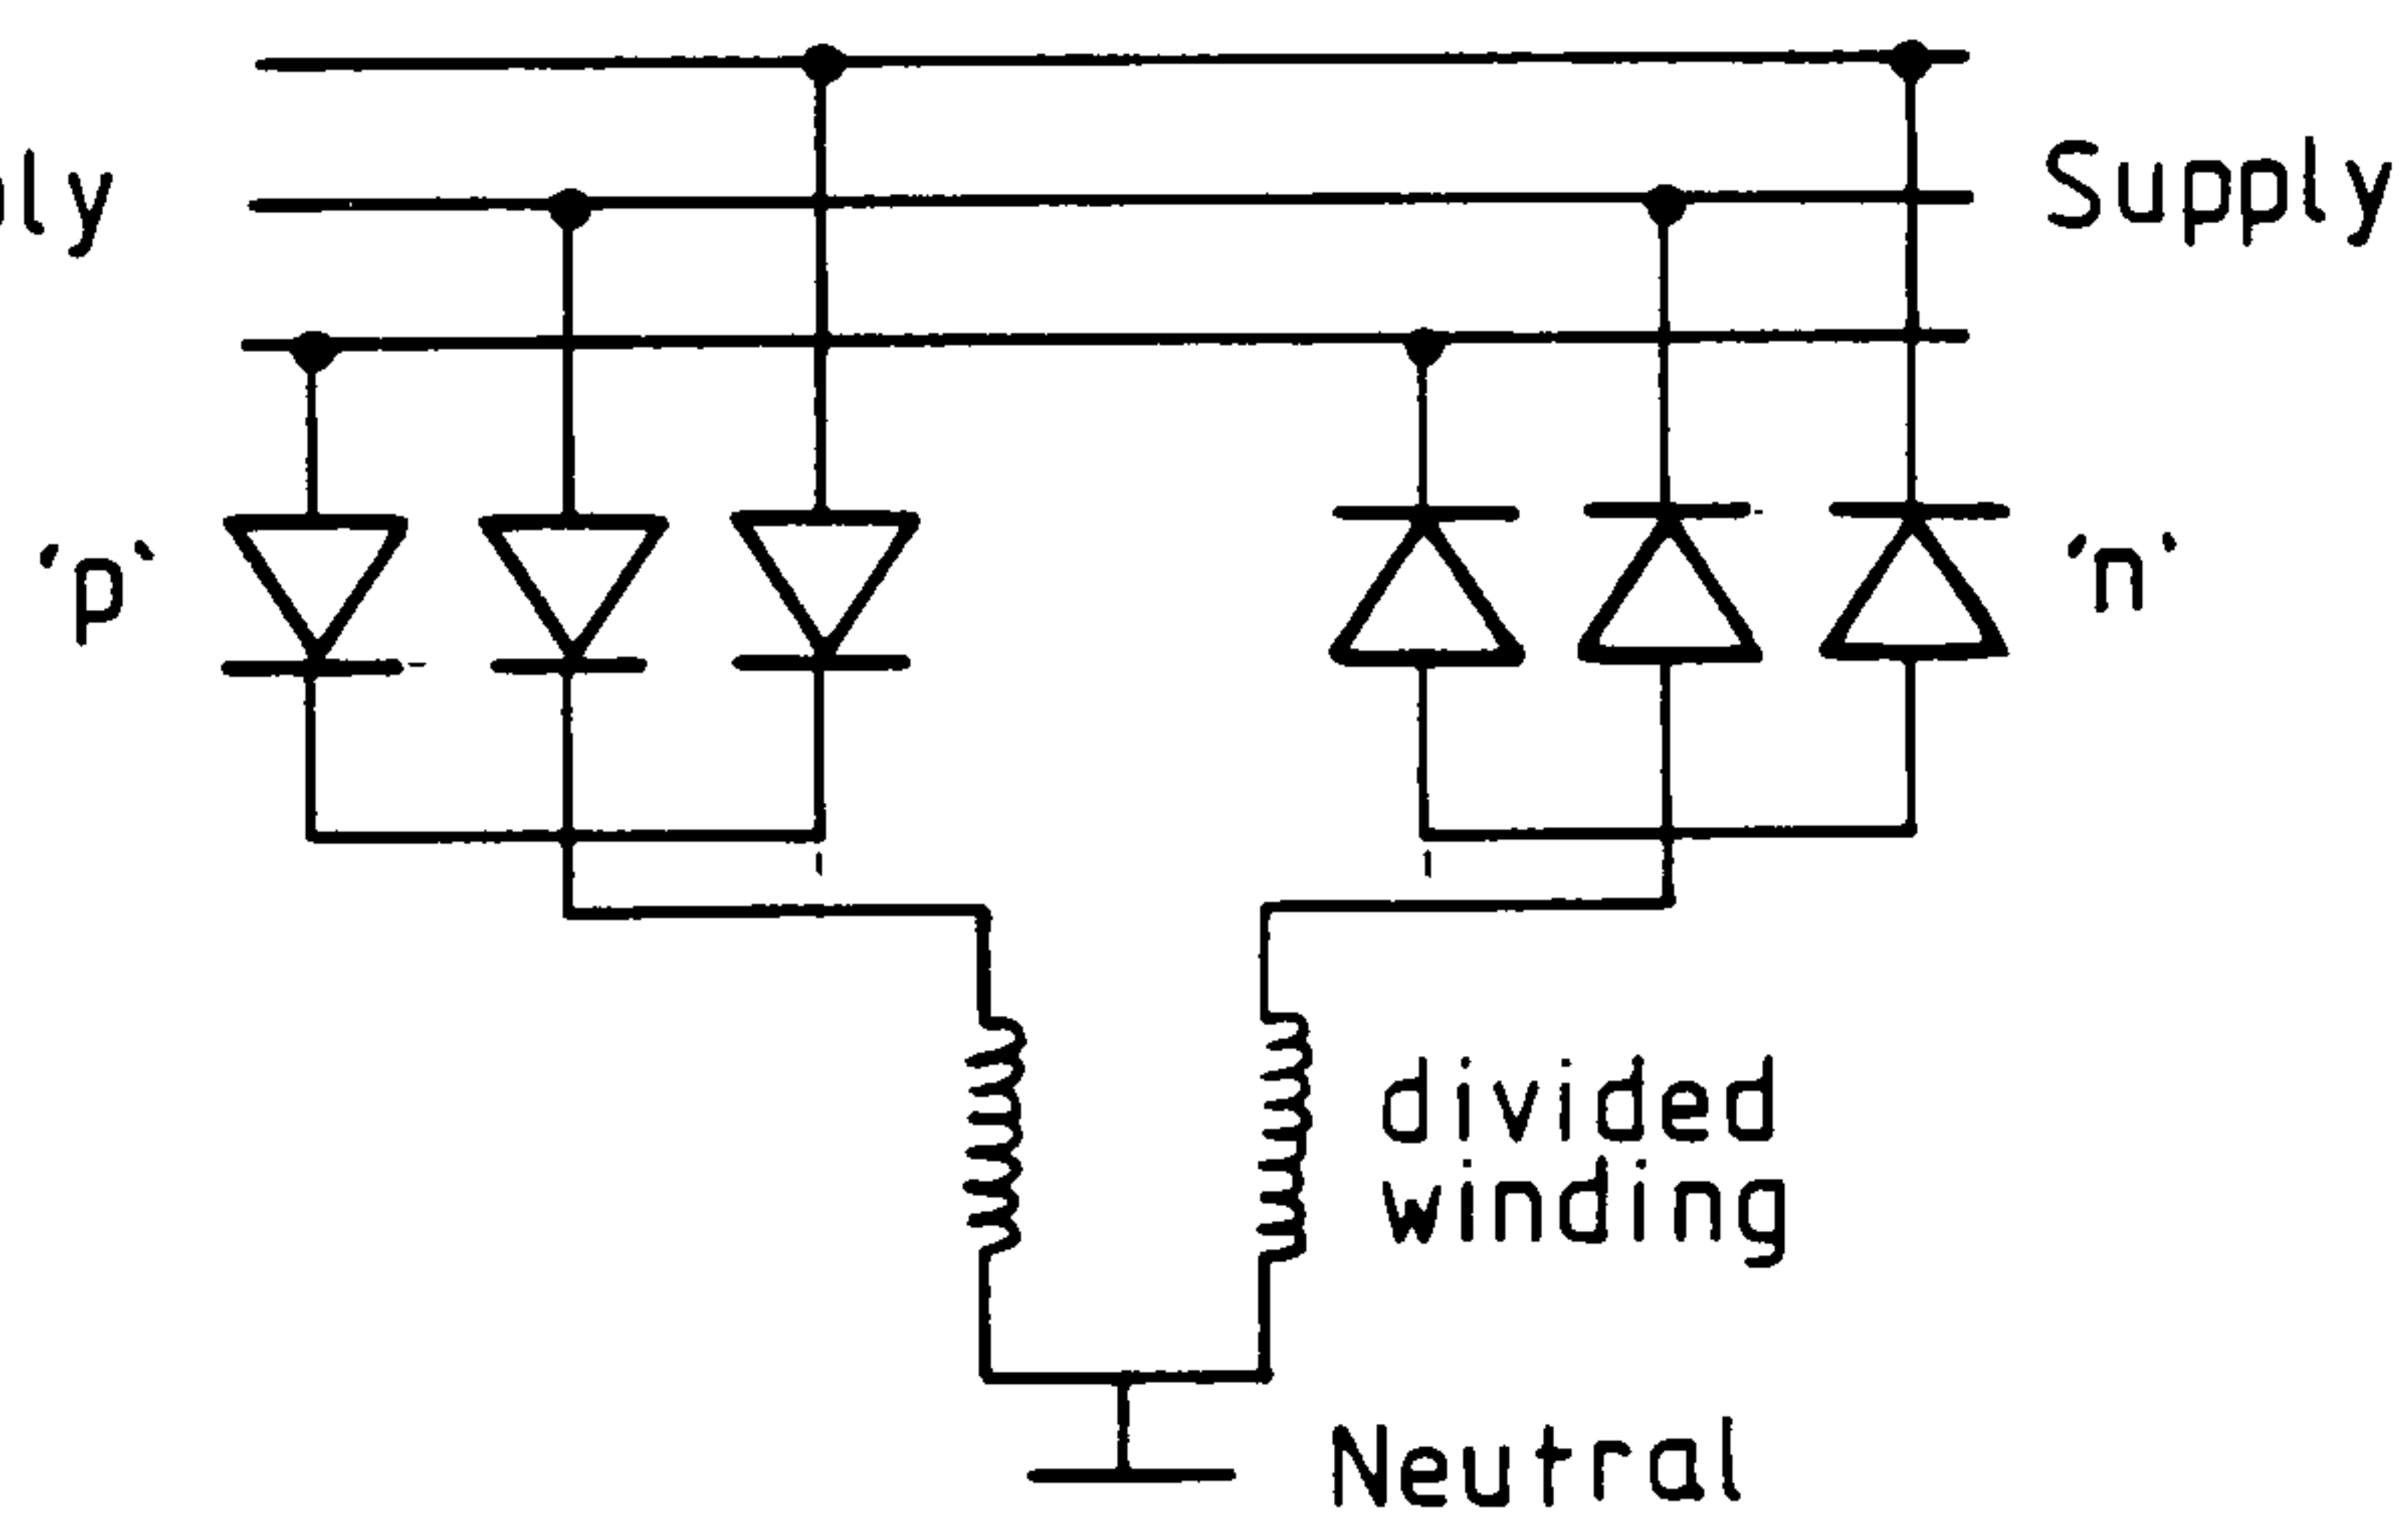 Supply
'p'
'n'
divided
winding
Neutral